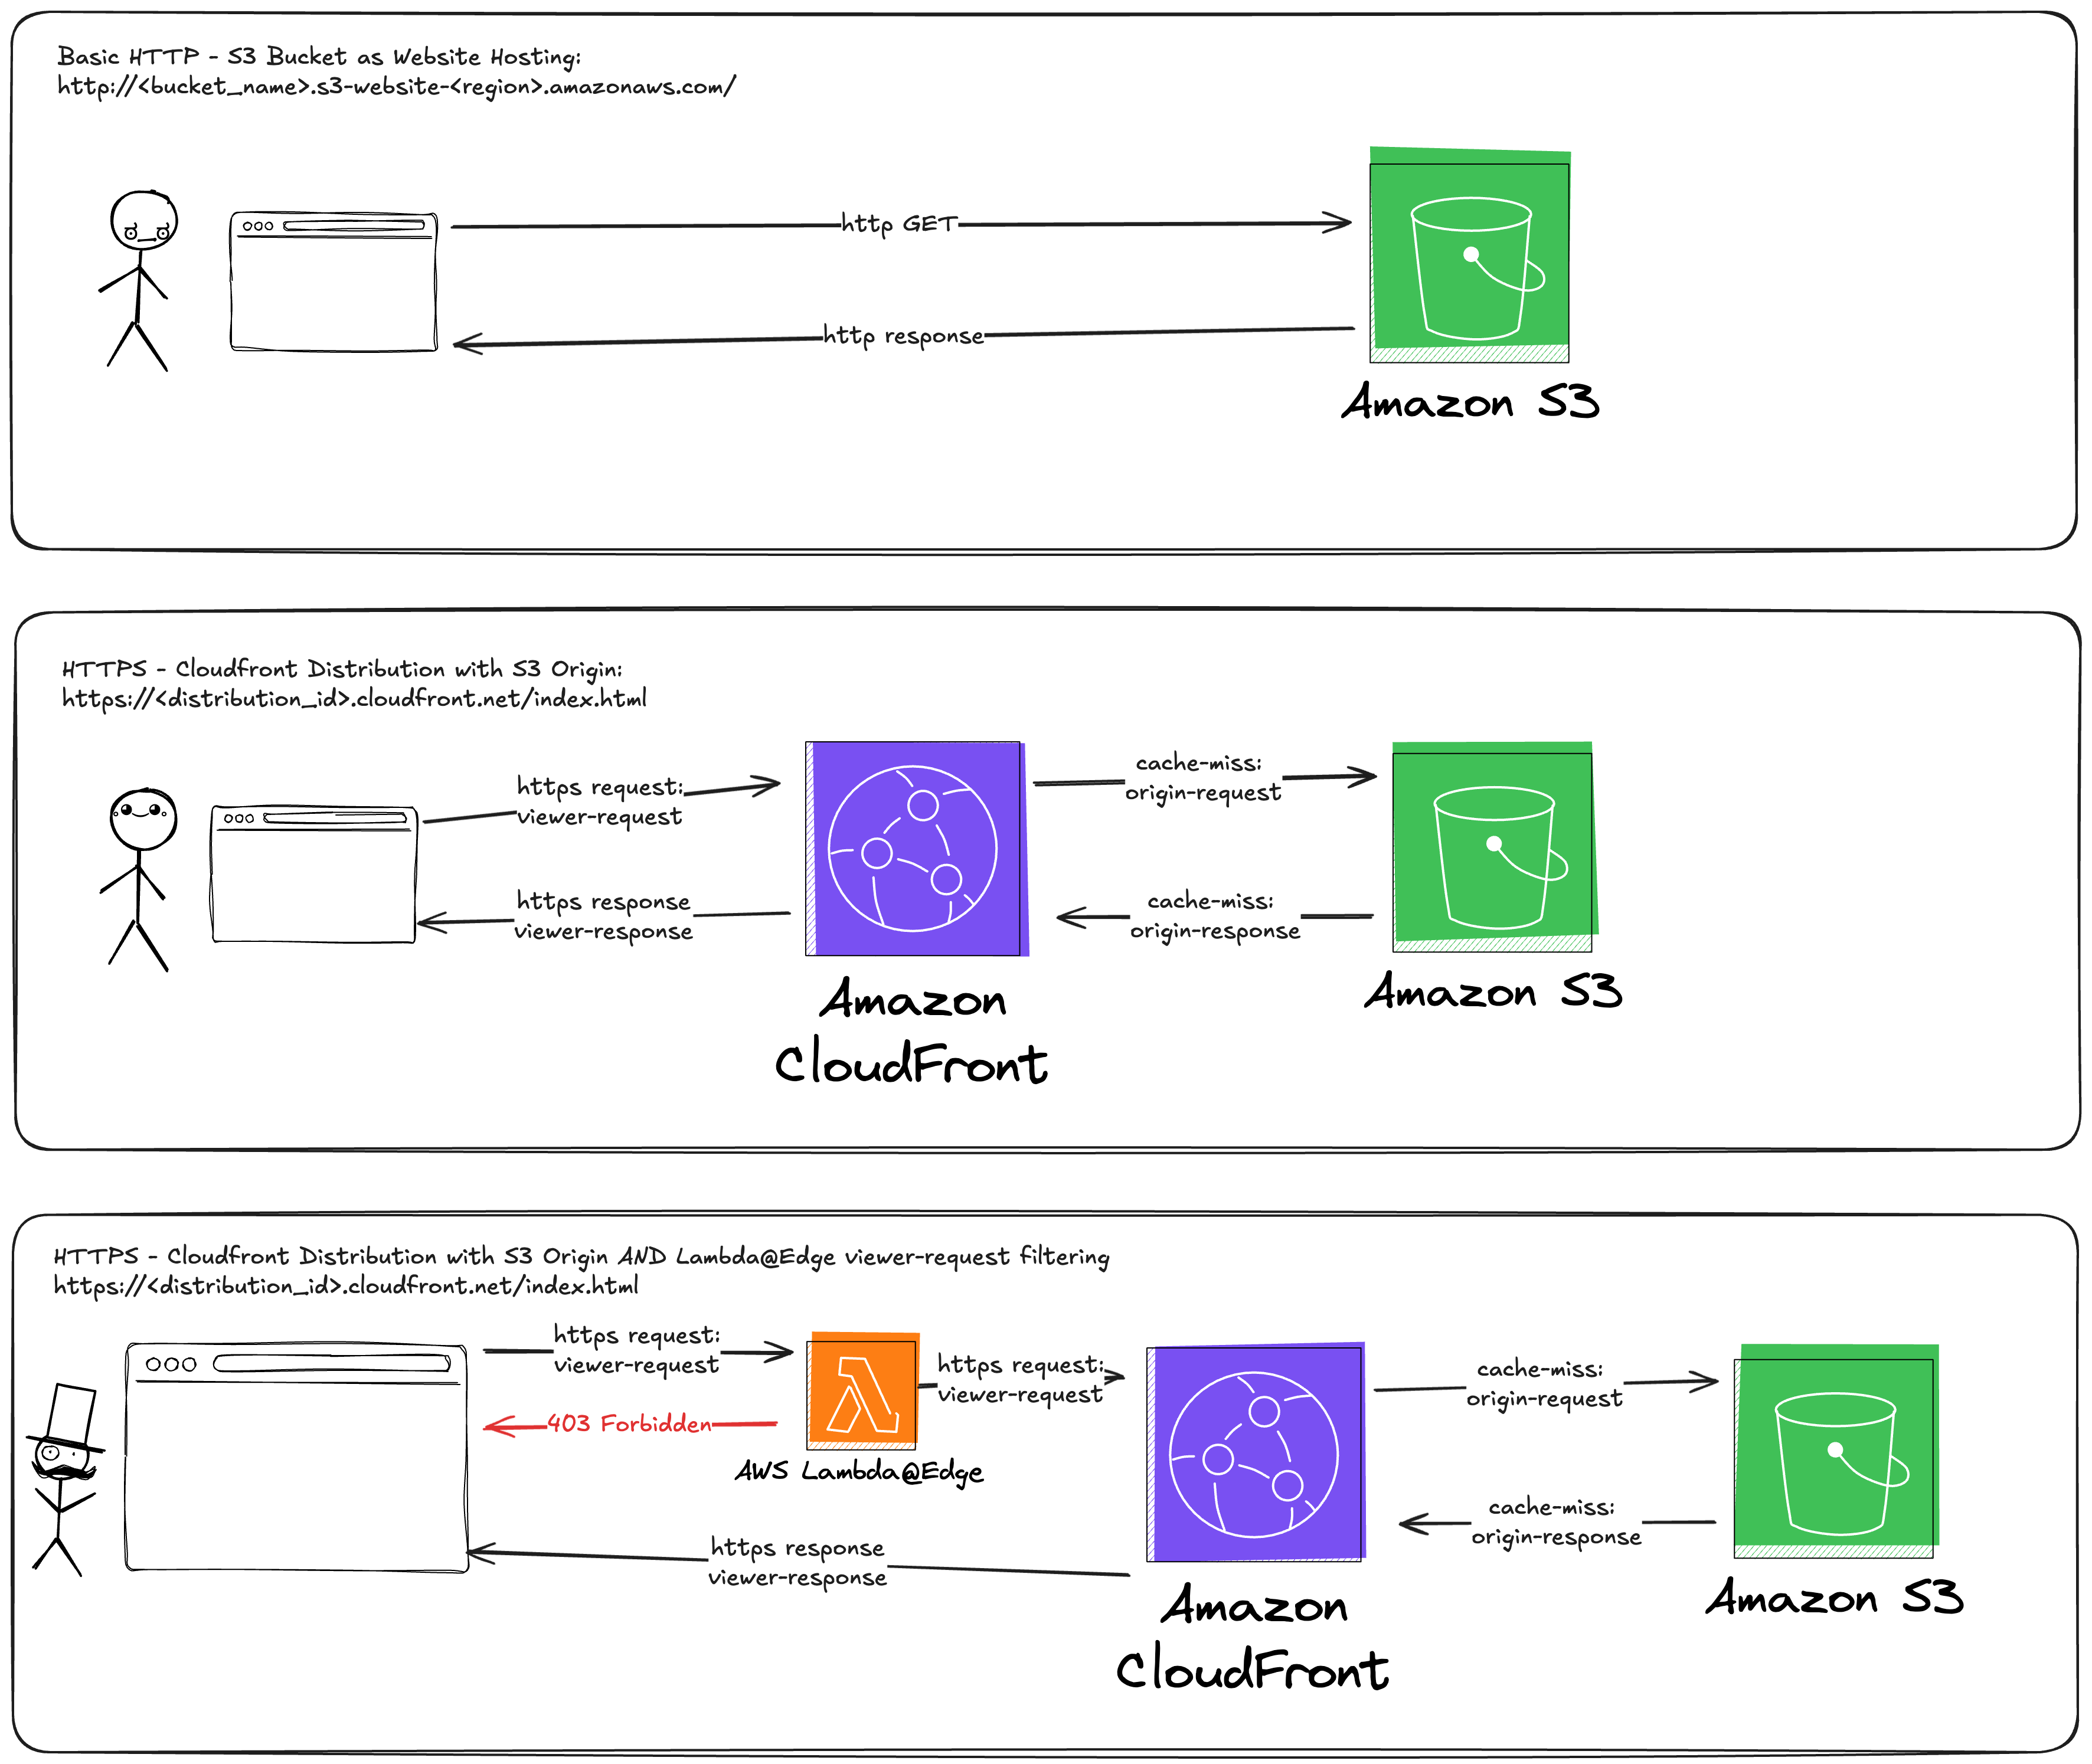 Basic HTTP - S3 Bucket as Website Hosting:
http://<bucket_name>.s3-website-<region>.amazonaws.com/
http GET
http response
Amazon S3
HTTPS - Cloudfront Distribution with S3 Origin:
https://<distribution_id>.cloudfront.net/index.html
https request:
viewer-request
cache-miss:
origin-request
https response
viewer-response
cache-miss:
origin-response
Amazon
CloudFront
Amazon S3
HTTPS - Cloudfront Distribution with S3 Origin AND Lambda@Edge viewer-request filtering
https://<distribution_id>.cloudfront.net/index.html
https request:
viewer-request
https request:
viewer-request
cache-miss:
origin-request
403 Forbidden
AWS Lambda@Edge
https response
viewer-response
cache-miss:
origin-response
Amazon
CloudFront
Amazon S3